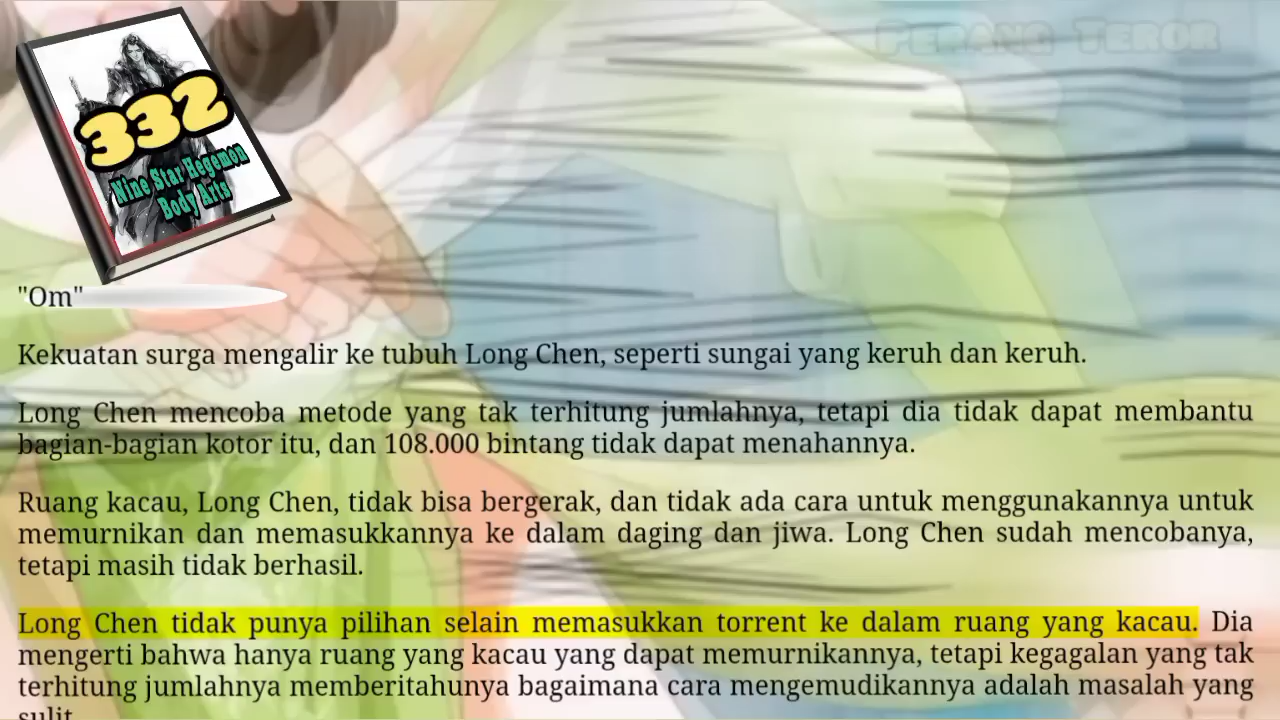 PERANG TEROR
332
Nine Star Hegemon
Body Arts
"Om"
Kekuatan surga mengalir ke tubuh Long Chen, seperti sungai yang keruh dan keruh.
Long Chen mencoba metode yang tak terhitung jumlahnya, tetapi dia tidak dapat membantu
bagian-bagian kotor itu, dan 108.000 bintang tidak dapat menahannya.
Ruang kacau, Long Chen, tidak bisa bergerak, dan tidak ada cara untuk menggunakannya untuk
memurnikan dan memasukkannya ke dalam daging dan jiwa. Long Chen sudah mencobanya,
tetapi masih tidak berhasil.
Long Chen tidak punya pilihan selain memasukkan torrent ke dalam ruang yang kacau. Dia
mengerti bahwa hanya ruang yang kacau yang dapat memurnikannya, tetapi kegagalan yang tak
terhitung jumlahnya memberitahunya bagaimana cara mengemudikannya adalah masalah yang
sulit.